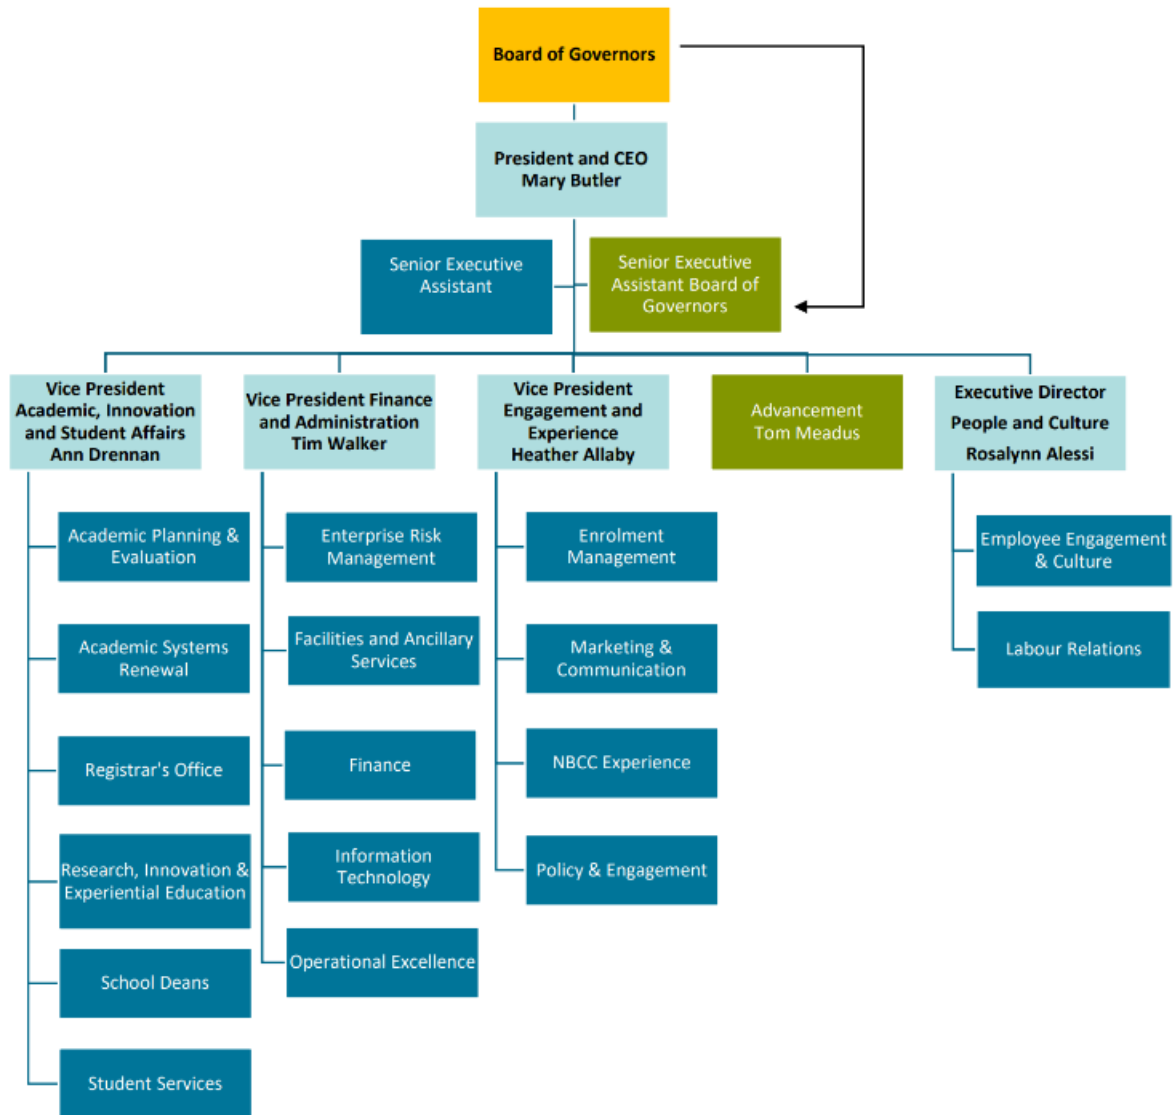 Board of Governors
President and CEO
Mary Butler
Senior Executive
Assistant
Senior Executive
Assistant Board of
Governors
Vice President
Academic, Innovation
and Student Affairs
Ann Drennan
Academic Planning &
Evaluation
Academic Systems
Renewal
Registrar's Office
Research, Innovation &
Experiential Education
School Deans
Student Services
Vice President Finance
and Administration
Tim Walker
Enterprise Risk
Management
Facilities and Ancillary
Services
Finance
Information
Technology
Operational Excellence
Vice President
Engagement and
Experience
Heather Allaby
Enrolment
Management
Marketing &
Communication
NBCC Experience
Policy & Engagement
Advancement
Tom Meadus
Executive Director
People and Culture
Rosalynn Alessi
Employee Engagement
& Culture
Labour Relations